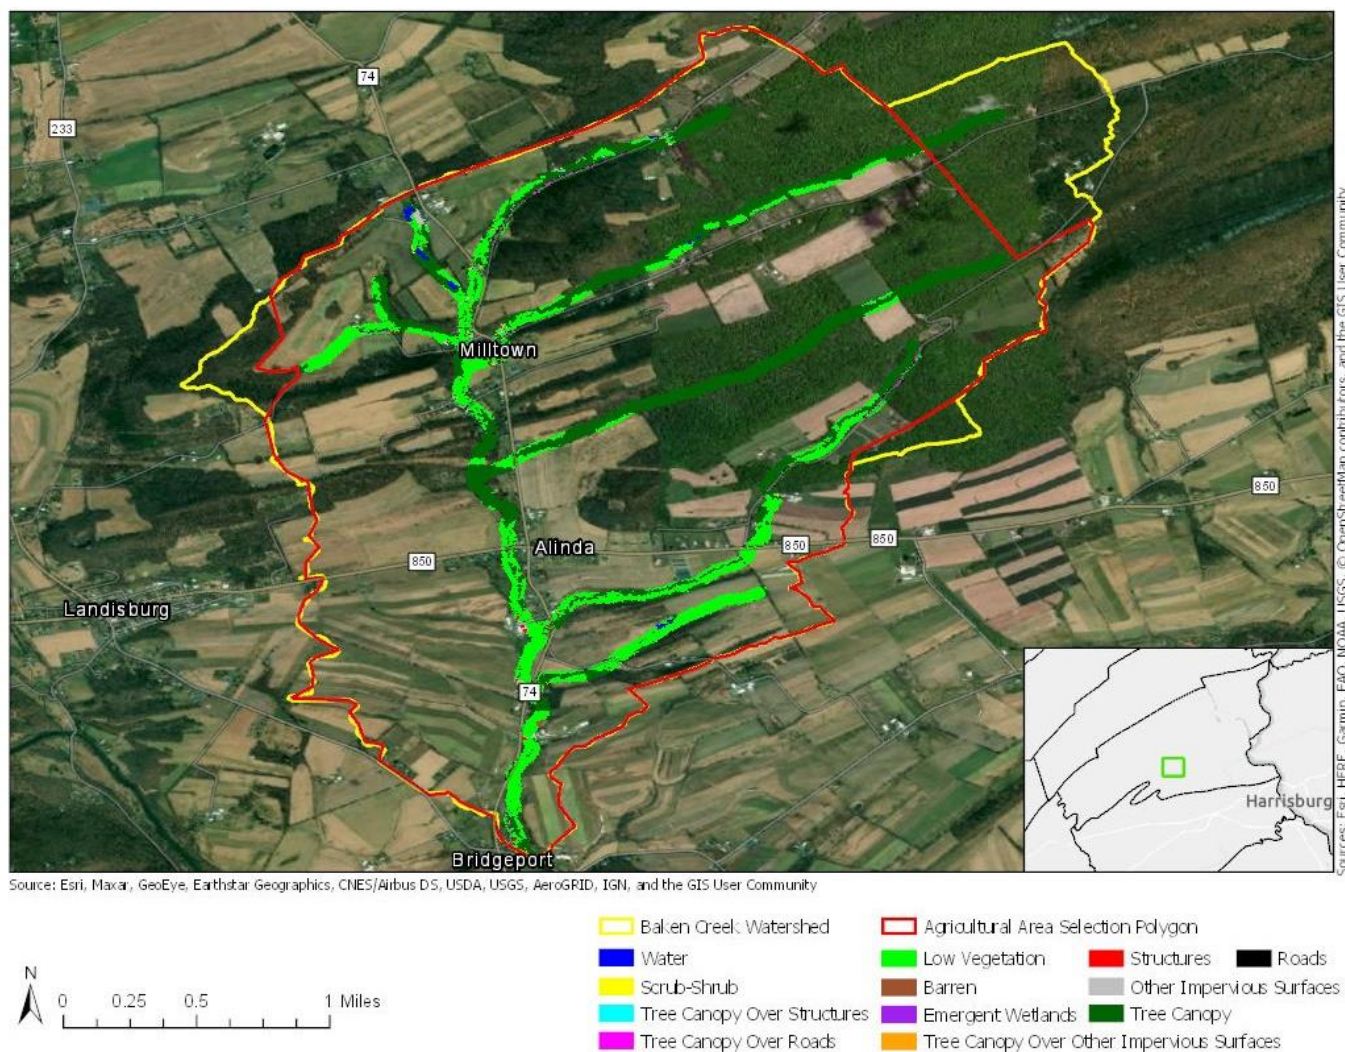 74
233
Milltown
850
Alinda
850
850
850
Landisburg
74
Bridgeport
Harrisburg
Sources: Esri, HERE, Garmin, FAO, NOAA, USGS, © OpenStreetMap contributors, and the GIS User Community
Source: Esri, Maxar, GeoEye, Earthstar Geographics, CNES/Airbus DS, USDA, USGS, AeroGRID, IGN, and the GIS User Community
Baken Creek Watershed
Agricultural Area Selection Polygon
Water
Low Vegetation
Structures
Roads
Scrub-Shrub
Barren
Other Impervious Surfaces
Tree Canopy Over Structures
Emergent Wetlands
Tree Canopy
Tree Canopy Over Roads
Tree Canopy Over Other Impervious Surfaces
N
0 0.25 0.5 1 Miles